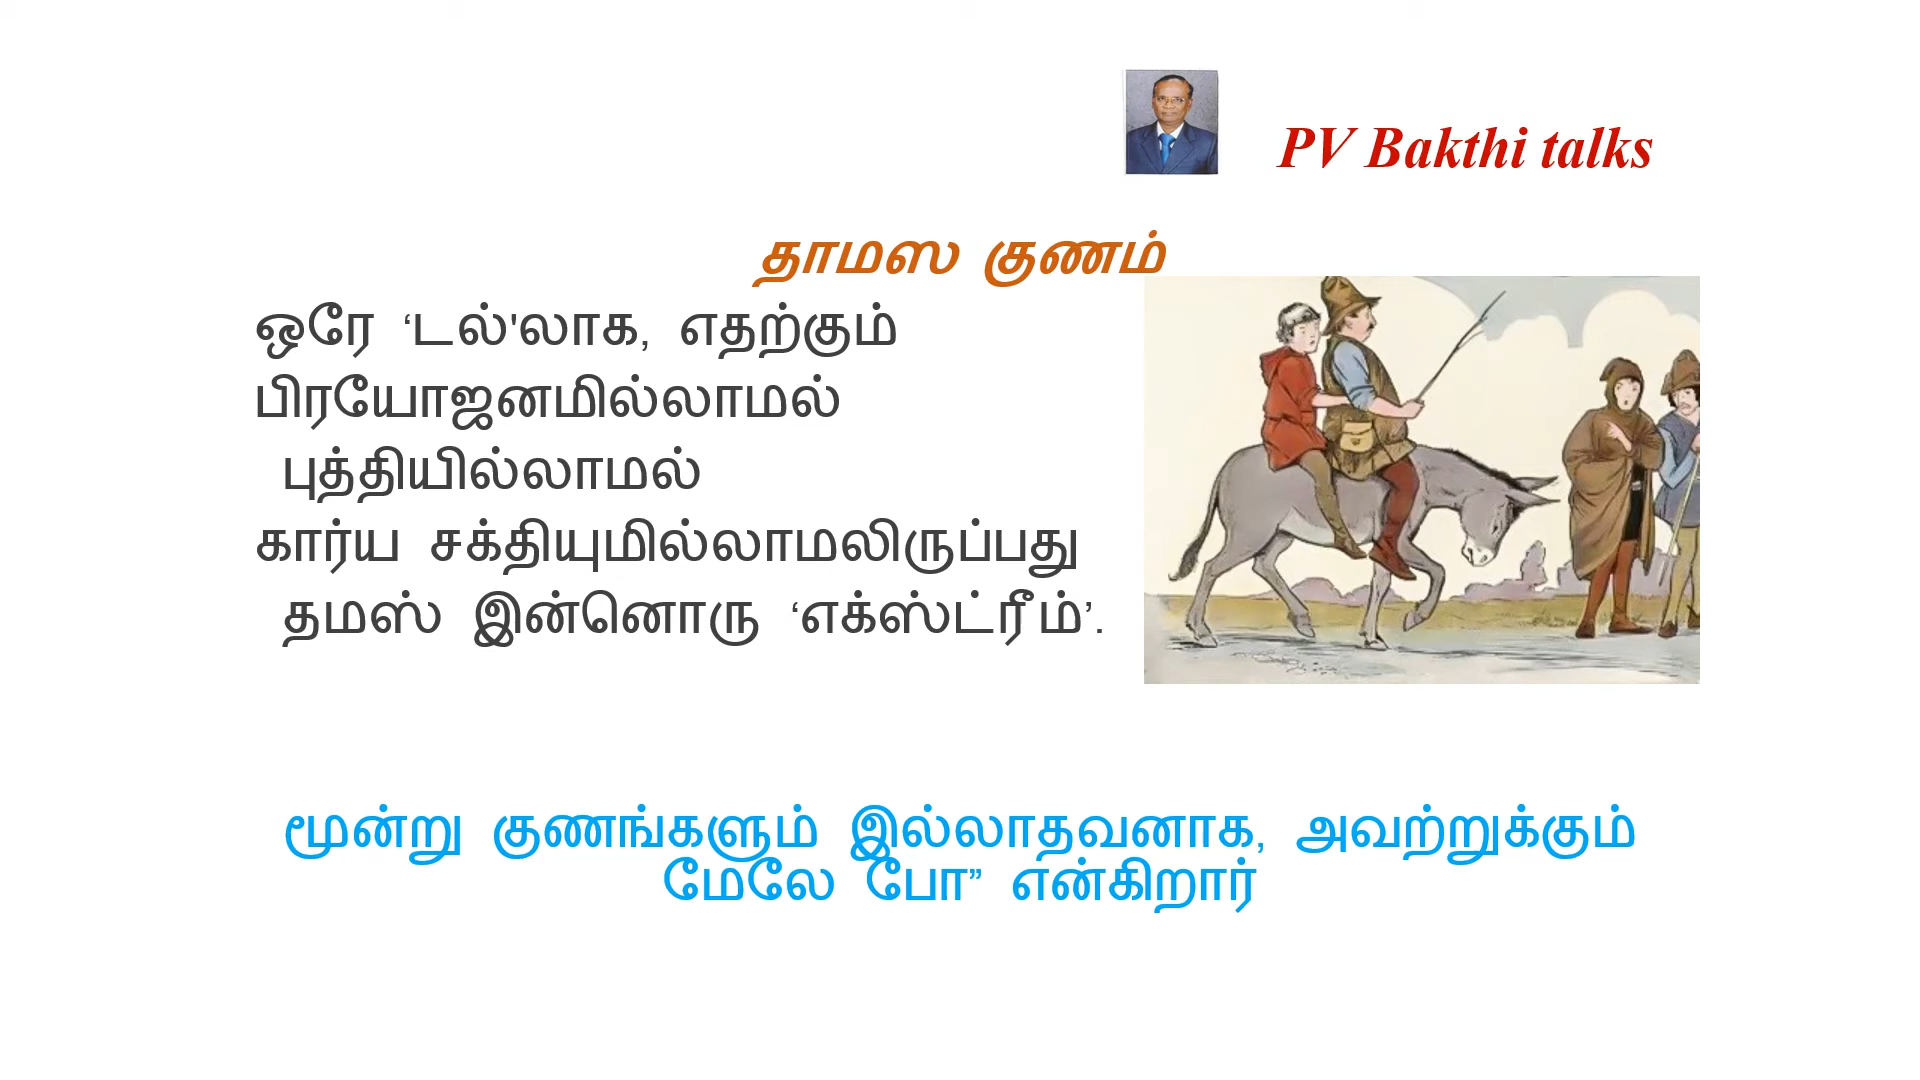 PV Bakthi talks
தாமஸ குணம்
ஒரே ‘டல்'லாக, எதற்கும்
பிரயோஜனமில்லாமல்
புத்தியில்லாமல்
கார்ய சக்தியுமில்லாமலிருப்பது
தமஸ் இன்னொரு ‘எக்ஸ்ட்ரீம்’.
மூன்று குணங்களும் இல்லாதவனாக, அவற்றுக்கும்
மேலே போ” என்கிறார்